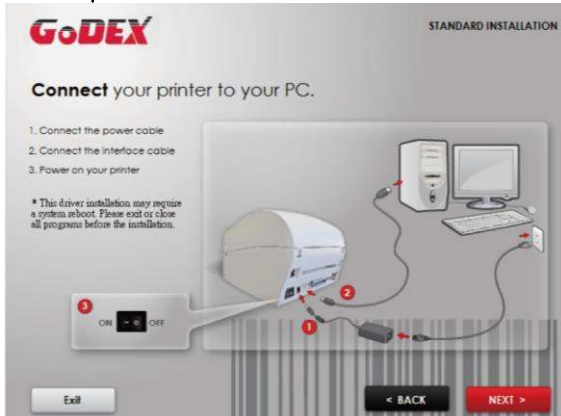 GoDEX
STANDARD INSTALLATION
Connect your printer to your PC.
1. Connect the power cable
2. Connect the interface cable
3. Power on your printer
* This driver installation may require
a system reboot. Please exit or close
all programs before the installation.
2
3
ON - o OFF
1
Exit
< BACK
NEXT >